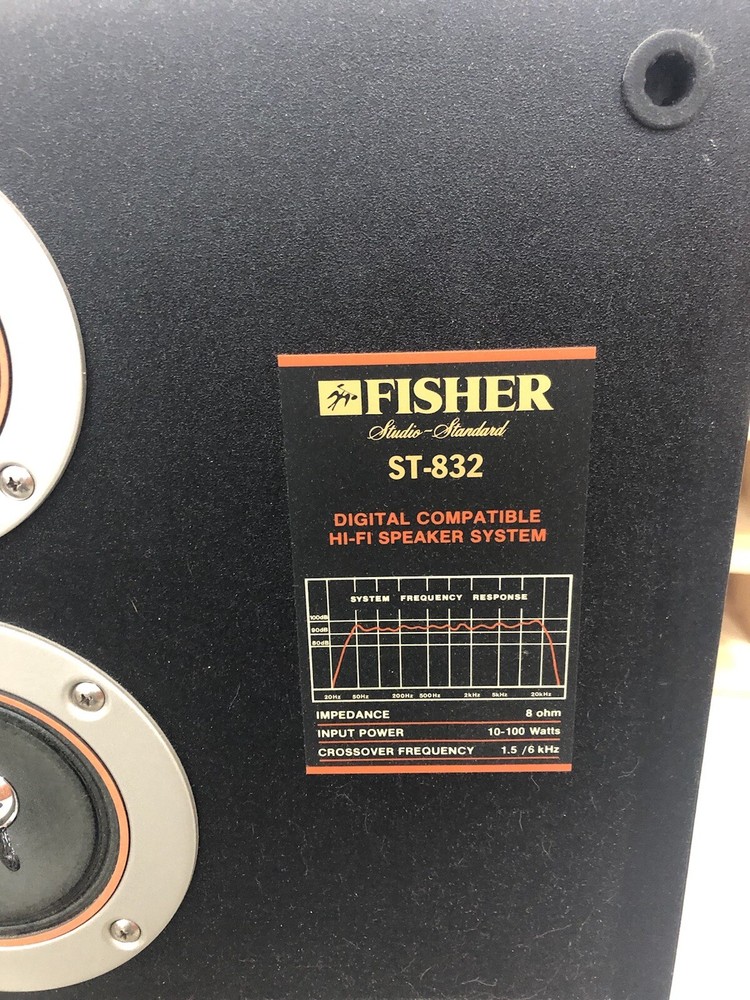 FISHER
Studio-Standard
ST-832
DIGITAL COMPATIBLE
HI-FI SPEAKER SYSTEM
SYSTEM FREQUENCY RESPONSE
100dB
90dB
80dB
20Hz 50Hz 200Hz 500Hz 2kHz 5kHz 20kHz
IMPEDANCE 8 ohm
INPUT POWER 10-100 Watts
CROSSOVER FREQUENCY 1.5 /6 kHz